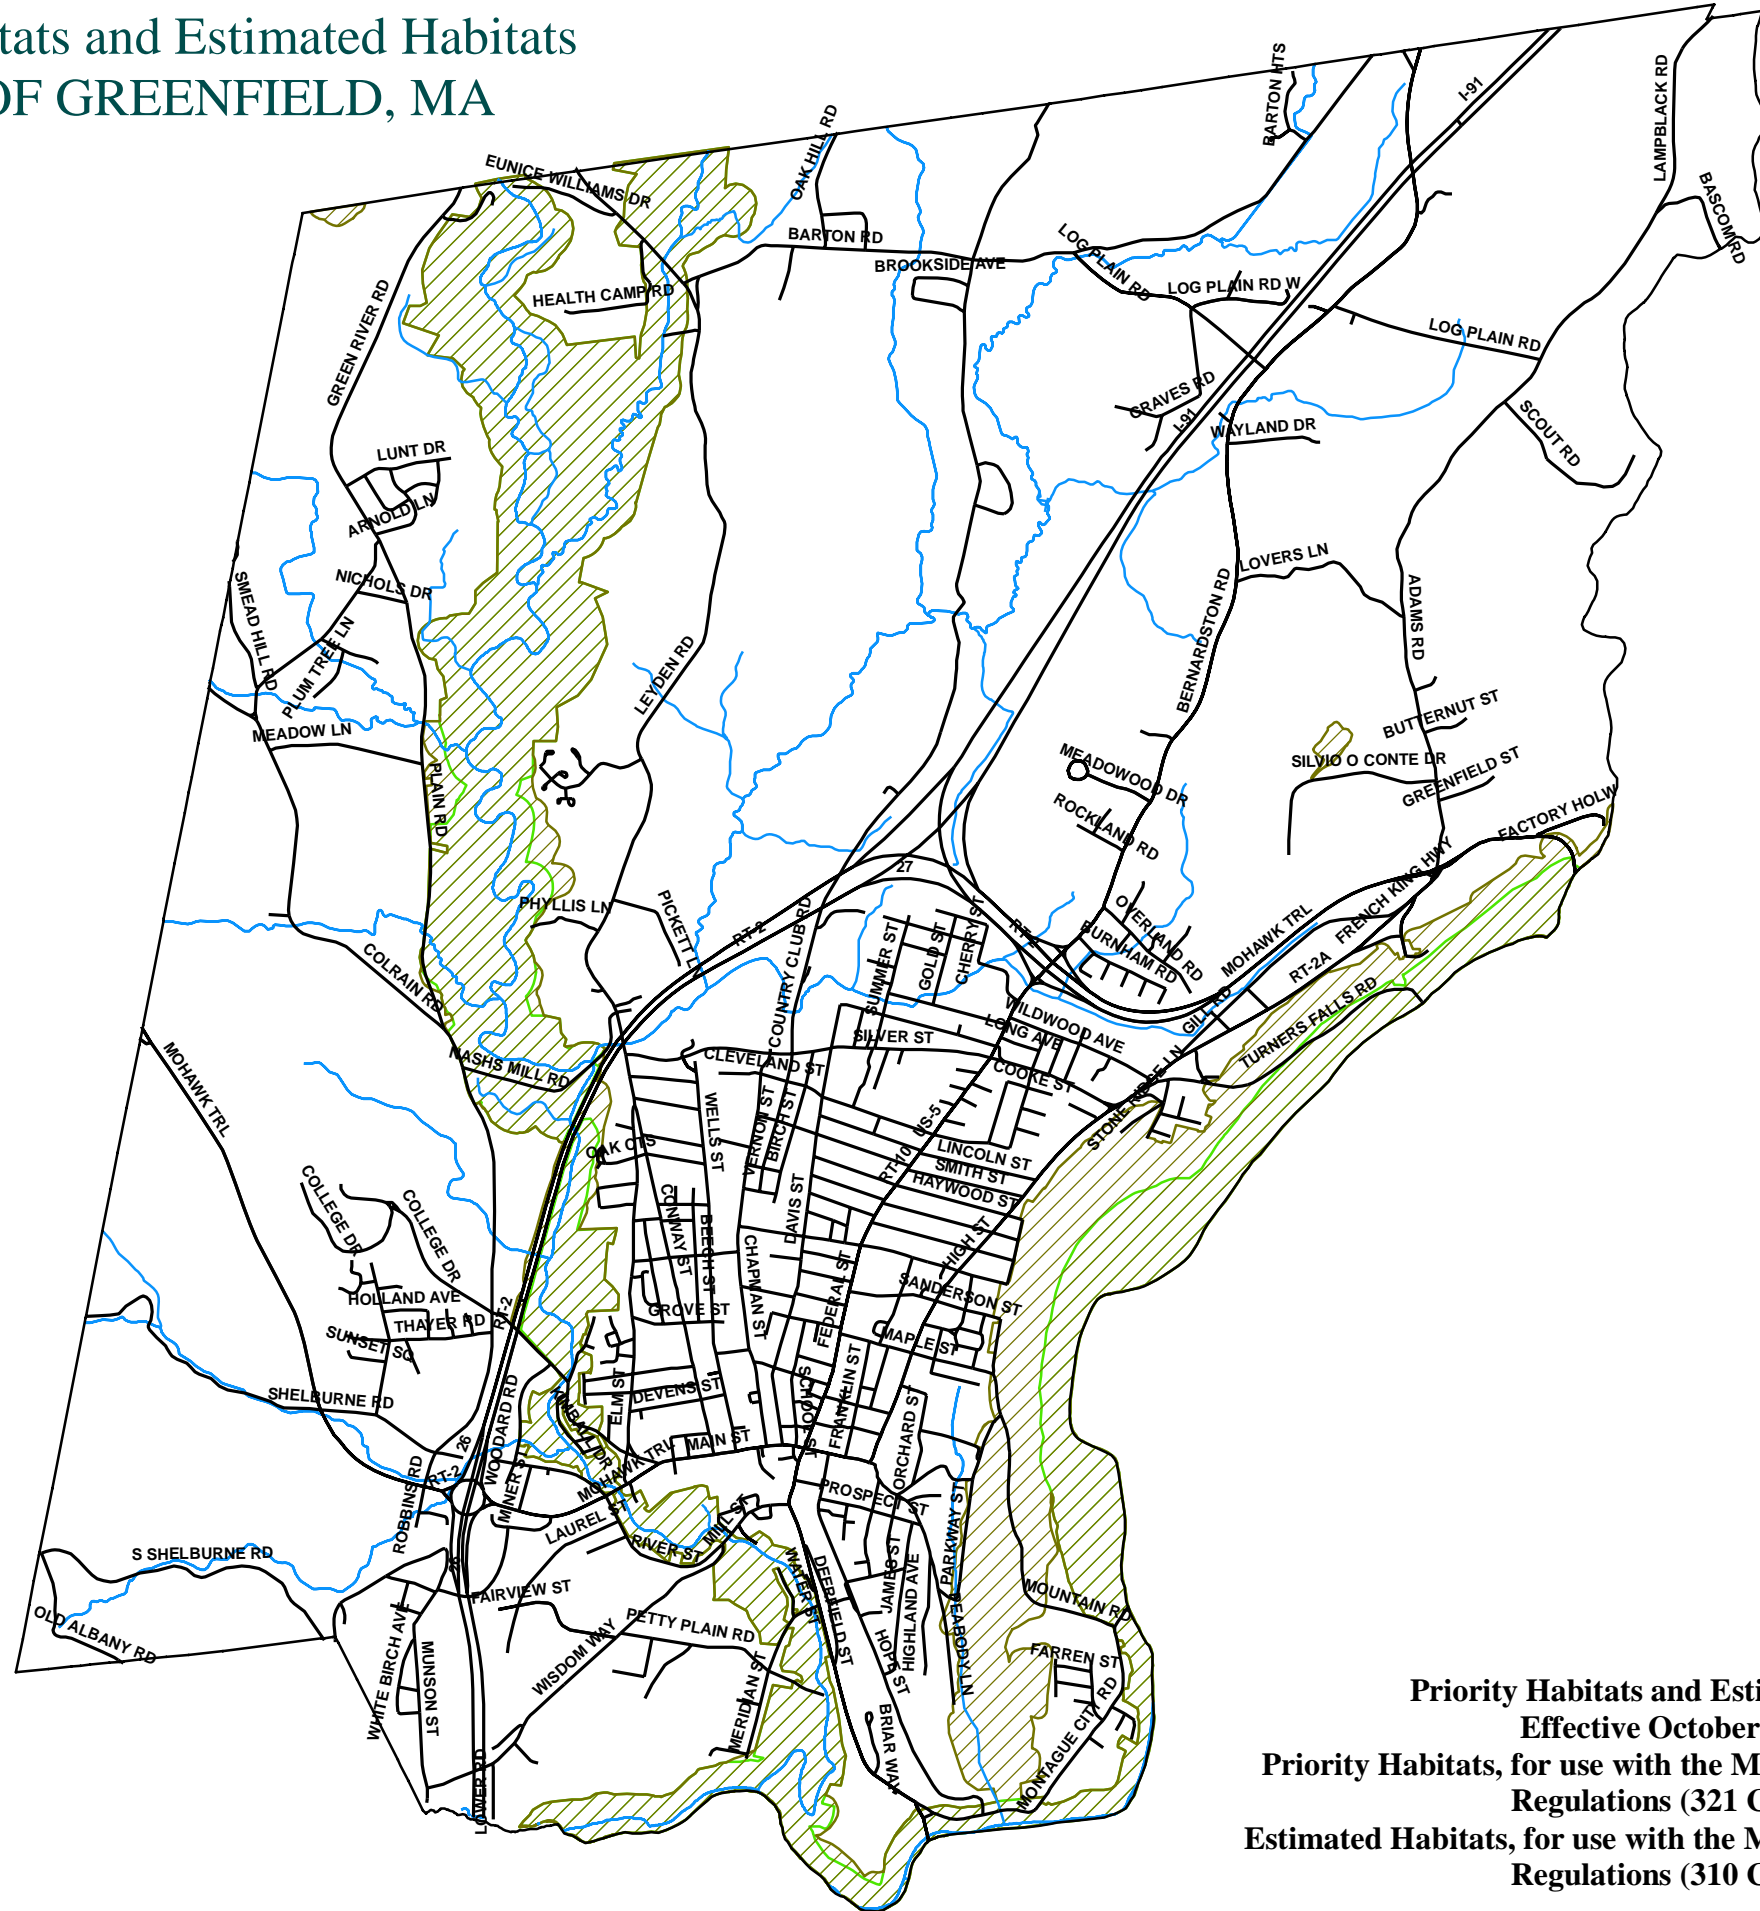 tats and Estimated Habitats
OF GREENFIELD, MA
I-91
BARTON HTS
LAMPBLACK RD
BASCOM RD
EUNICE WILLIAMS DR
OAK HILL RD
BARTON RD
BROOKSIDE AVE
LOG PLAIN RD
LOG PLAIN RD W
LOG PLAIN RD
HEALTH CAMP RD
GREEN RIVER RD
GRAVES RD
I-91
WAYLAND DR
SCOUT RD
LUNT DR
ARNOLD LN
NICHOLS DR
SMEAD HILL RD
PLUM TREE LN
MEADOW LN
PLAIN RD
LEYDEN RD
LOVERS LN
BERNARDSTON RD
ADAMS RD
BUTTERNUT ST
SILVIO O CONTE DR
GREENFIELD ST
FACTORY HOLW
MEADOWOOD DR
ROCKLAND RD
27
PHYLLIS LN
PICKETT LN
RT-2
COUNTRY CLUB RD
SUMMER ST
GOLD ST
CHERRY ST
RT-2
OVERLAND RD
BURNHAM RD
MOHAWK TRL
FRENCH KING HWY
RT-2A
GILL RD
TURNERS FALLS RD
COLRAIN RD
NASHS MILL RD
MOHAWK TRL
WILDWOOD AVE
LONG AVE
SILVER ST
CLEVELAND ST
COOKE ST
STONE RIDGE LN
WELLS ST
VERNON ST
BIRCH ST
US-5
RT-10
LINCOLN ST
SMITH ST
HAYWOOD ST
OAK CTS
CONWAY ST
BEECH ST
DAVIS ST
CHAPMAN ST
HIGH ST
FEDERAL ST
SANDERSON ST
COLLEGE DR
COLLEGE DR
HOLLAND AVE
THAYER RD
SUNSET SQ
RT-2
GROVE ST
MAPLE ST
SHELBURNE RD
WOODARD RD
KIMBALL DR
ELM ST
DEVENS ST
SCHOOL ST
FRANKLIN ST
ORCHARD ST
MAIN ST
26
RT-2
ROBBINS RD
MINER ST
MOHAWK TRL
LAUREL ST
RIVER ST
MILL ST
PROSPECT ST
PARKWAY ST
S SHELBURNE RD
26
FAIRVIEW ST
OLD ALBANY RD
WHITE BIRCH AVE
MUNSON ST
WISDOM WAY
PETTY PLAIN RD
MERIDIAN ST
WATER ST
DEERFIELD ST
JAMES ST
HIGHLAND AVE
HOPE ST
PEABODY LN
MOUNTAIN RD
FARREN ST
BRIAR WAY
MONTAGUE CITY RD
LOWER RD
Priority Habitats and Esti
Effective October
Priority Habitats, for use with the M
Regulations (321 C
Estimated Habitats, for use with the M
Regulations (310 C